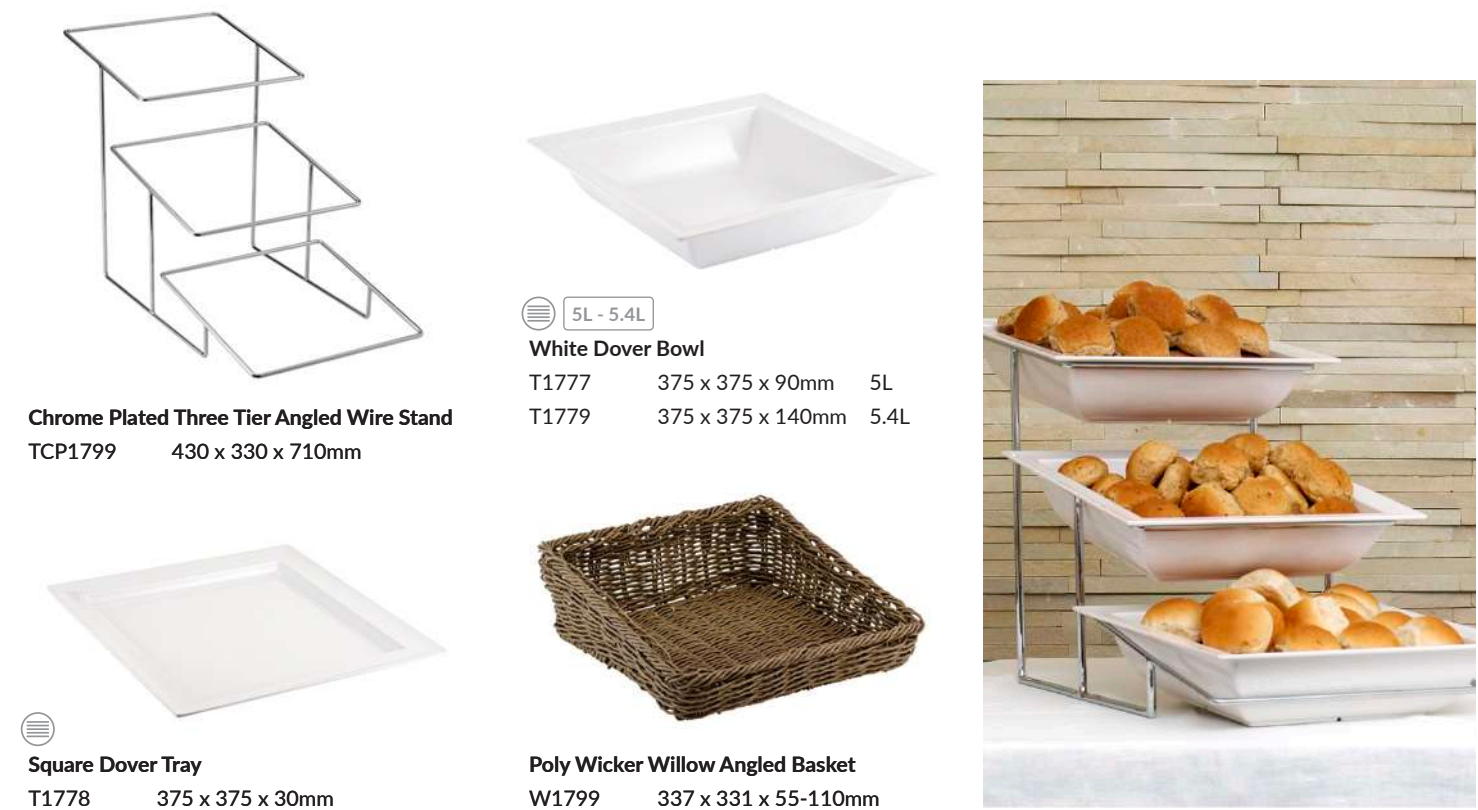 Chrome Plated Three Tier Angled Wire Stand
TCP1799 430 x 330 x 710mm
5L - 5.4L
White Dover Bowl
T1777 375 x 375 x 90mm 5L
T1779 375 x 375 x 140mm 5.4L
Square Dover Tray
T1778 375 x 375 x 30mm
Poly Wicker Willow Angled Basket
W1799 337 x 331 x 55-110mm